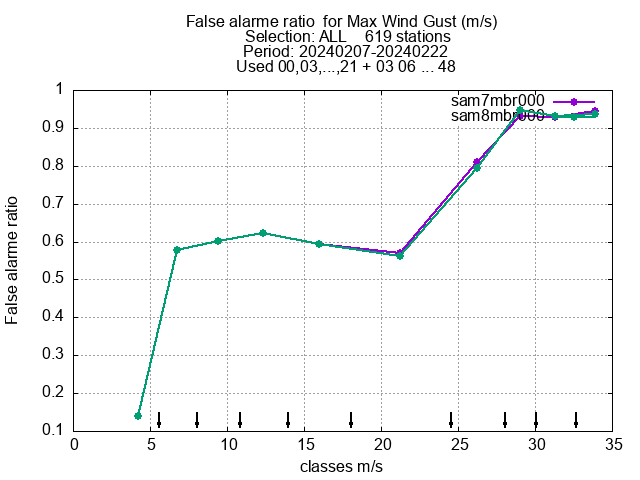 False alarme ratio  for Max Wind Gust (m/s)
Selection: ALL    619 stations
Period: 20240207-20240222
Used 00,03,...,21 + 03 06 ... 48
sam7mbr000
sam8mbr000
False alarme ratio
1
0.9
0.8
0.7
0.6
0.5
0.4
0.3
0.2
0.1
0 5 10 15 20 25 30 35
classes m/s